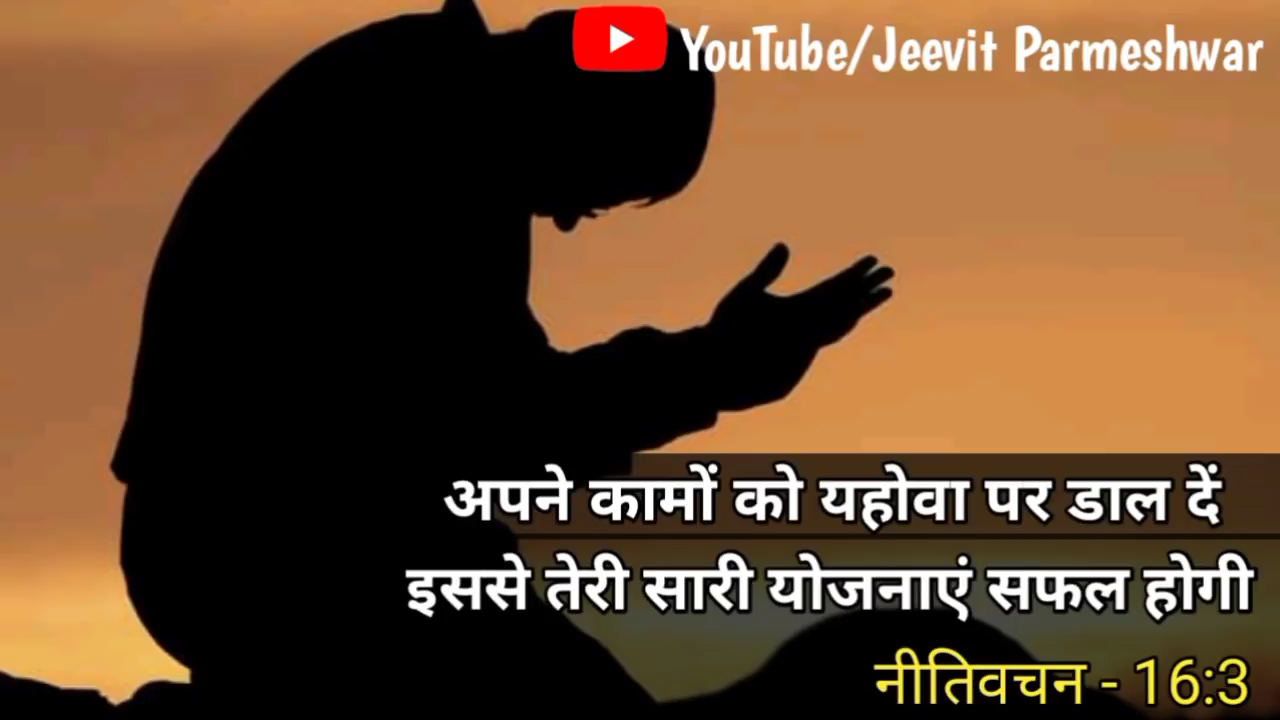 YouTube/Jeevit Parmeshwar
अपने कामों को यहोवा पर डाल दें
इससे तेरी सारी योजनाएं सफल होगी
नीतिवचन - 16:3